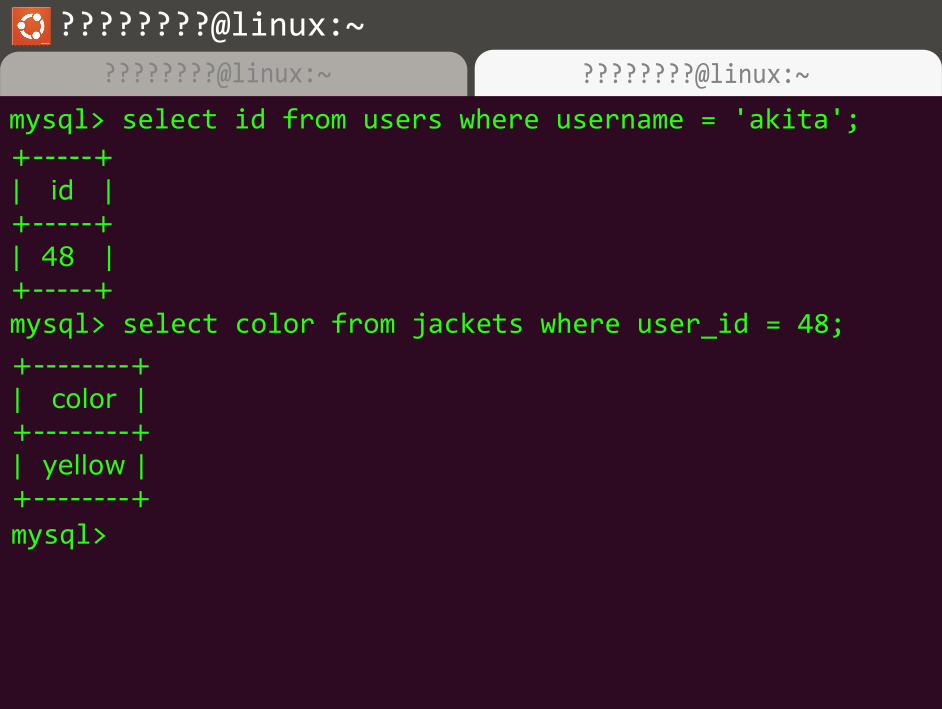 ????????@linux:~
????????@linux:~ ????????@linux:~
mysql> select id from users where username = 'akita';
+-----+
| id |
+-----+
| 48 |
+-----+
mysql> select color from jackets where user_id = 48;
+--------+
| color |
+--------+
| yellow |
+--------+
mysql>